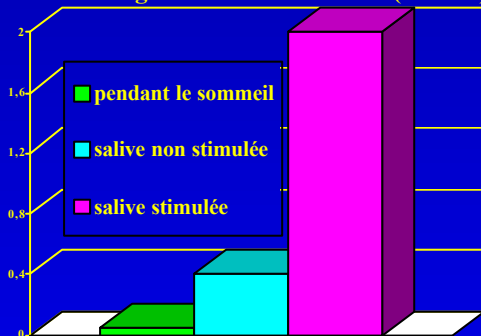 2
1,6
1,2
0,8
0,4
0
pendant le sommeil
salive non stimulée
salive stimulée